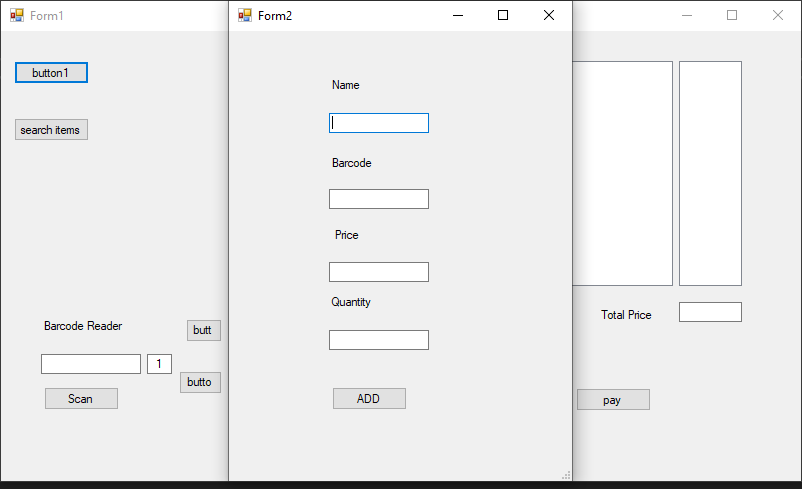 Form1
button1
search items
Barcode Reader
butt
1
butto
Scan
Form2
Name
Barcode
Price
Quantity
ADD
Total Price
pay